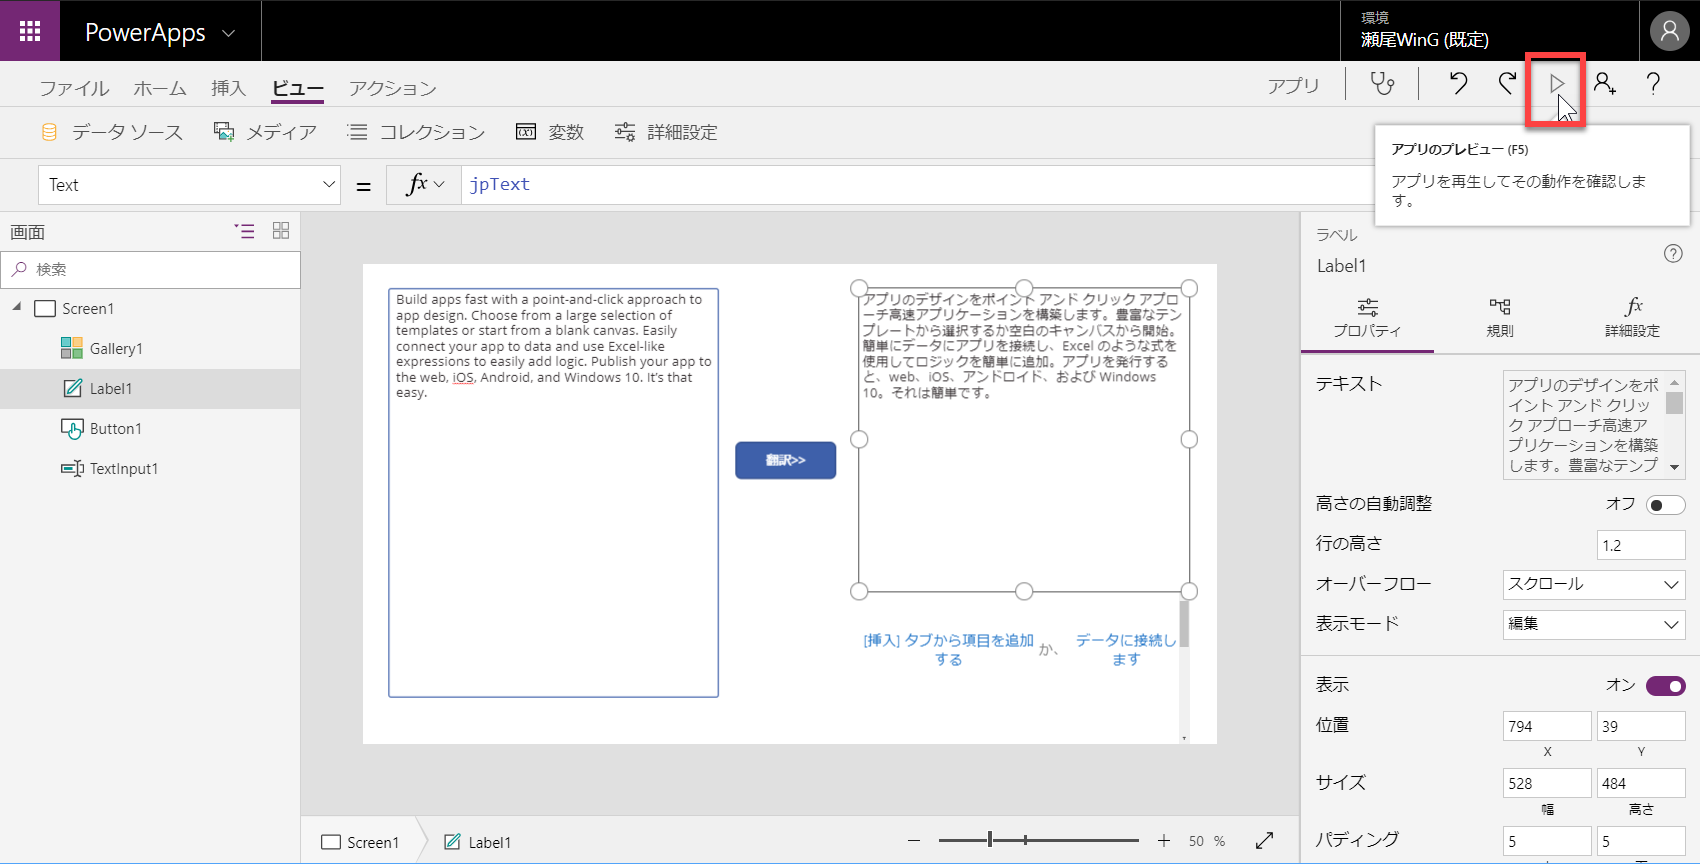 PowerApps
環境
瀬尾WinG (既定)
ファイル ホーム 挿入 ビュー アクション
アプリ
データ ソース メディア コレクション 変数 詳細設定
アプリのプレビュー (F5)
アプリを再生してその動作を確認しま
す。
Text = fx jpText
画面
検索
Screen1
Gallery1
Label1
Button1
TextInput1
Build apps fast with a point-and-click approach to
app design. Choose from a large selection of
templates or start from a blank canvas. Easily
connect your app to data and use Excel-like
expressions to easily add logic. Publish your app to
the web, iOS, Android, and Windows 10. It's that
easy.
翻訳>>
アプリのデザインをポイント アンド クリック アプロ
ーチ高速アプリケーションを構築します。豊富なテン
プレートから選択するか空白のキャンバスから開始。
簡単にデータにアプリを接続し、Excel のような式を
使用してロジックを簡単に追加。アプリを発行する
と、web、iOS、アンドロイド、および Windows
10。それは簡単です。
[挿入] タブから項目を追加
する
か、
データに接続し
ます
ラベル
Label1
プロパティ 規則 fx 詳細設定
テキスト
アプリのデザインをポ
イント アンド クリッ
ク アプローチ高速ア
プリケーションを構築
します。豊富なテンプ
高さの自動調整 オフ
行の高さ 1.2
オーバーフロー スクロール
表示モード 編集
表示 オン
位置 794 39
X Y
サイズ 528 484
幅 高さ
パディング 5 5
Screen1 Label1
50 %